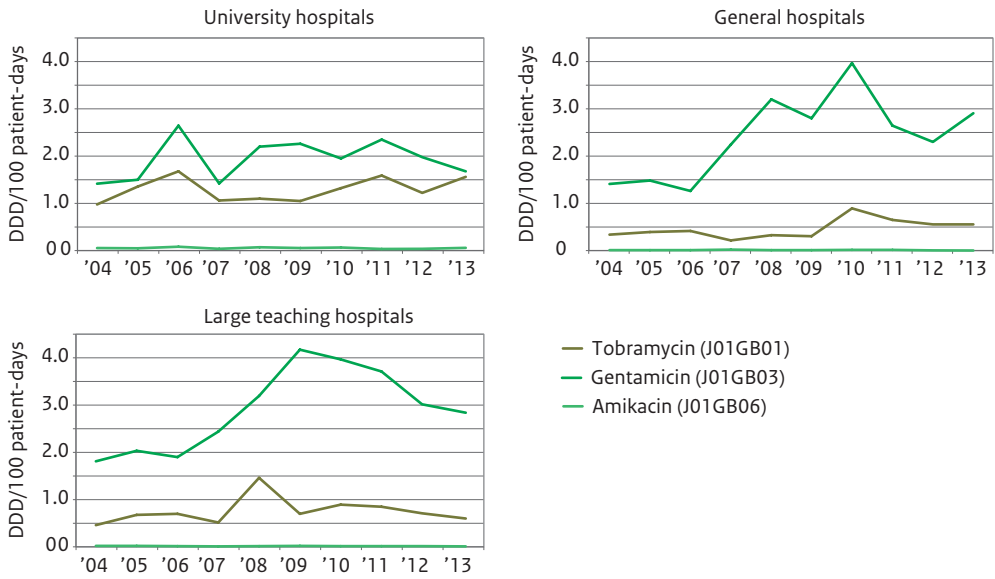 University hospitals
DDD/100 patient-days
4.0
3.0
2.0
1.0
0 0
’04 ’05 ’06 ’07 ’08 ’09 ’10 ’11 ’12 ’13
General hospitals
DDD/100 patient-days
4.0
3.0
2.0
1.0
0
’04 ’05 ’06 ’07 ’08 ’09 ’10 ’11 ’12 ’13
Large teaching hospitals
DDD/100 patient-days
4.0
3.0
2.0
1.0
00
’04 ’05 ’06 ’07 ’08 ’09 ’10 ’11 ’12 ’13
Tobramycin (J01GB01)
Gentamicin (J01GB03)
Amikacin (J01GB06)